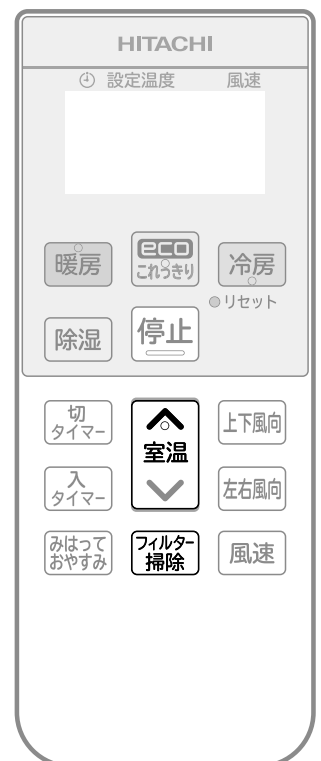 HITACHI
設定温度 風速
暖房
eco
これっきり
冷房
リセット
除湿
停止
切
タイマー
室温
上下風向
入
タイマー
左右風向
みはって
おやすみ
フィルター
掃除
風速